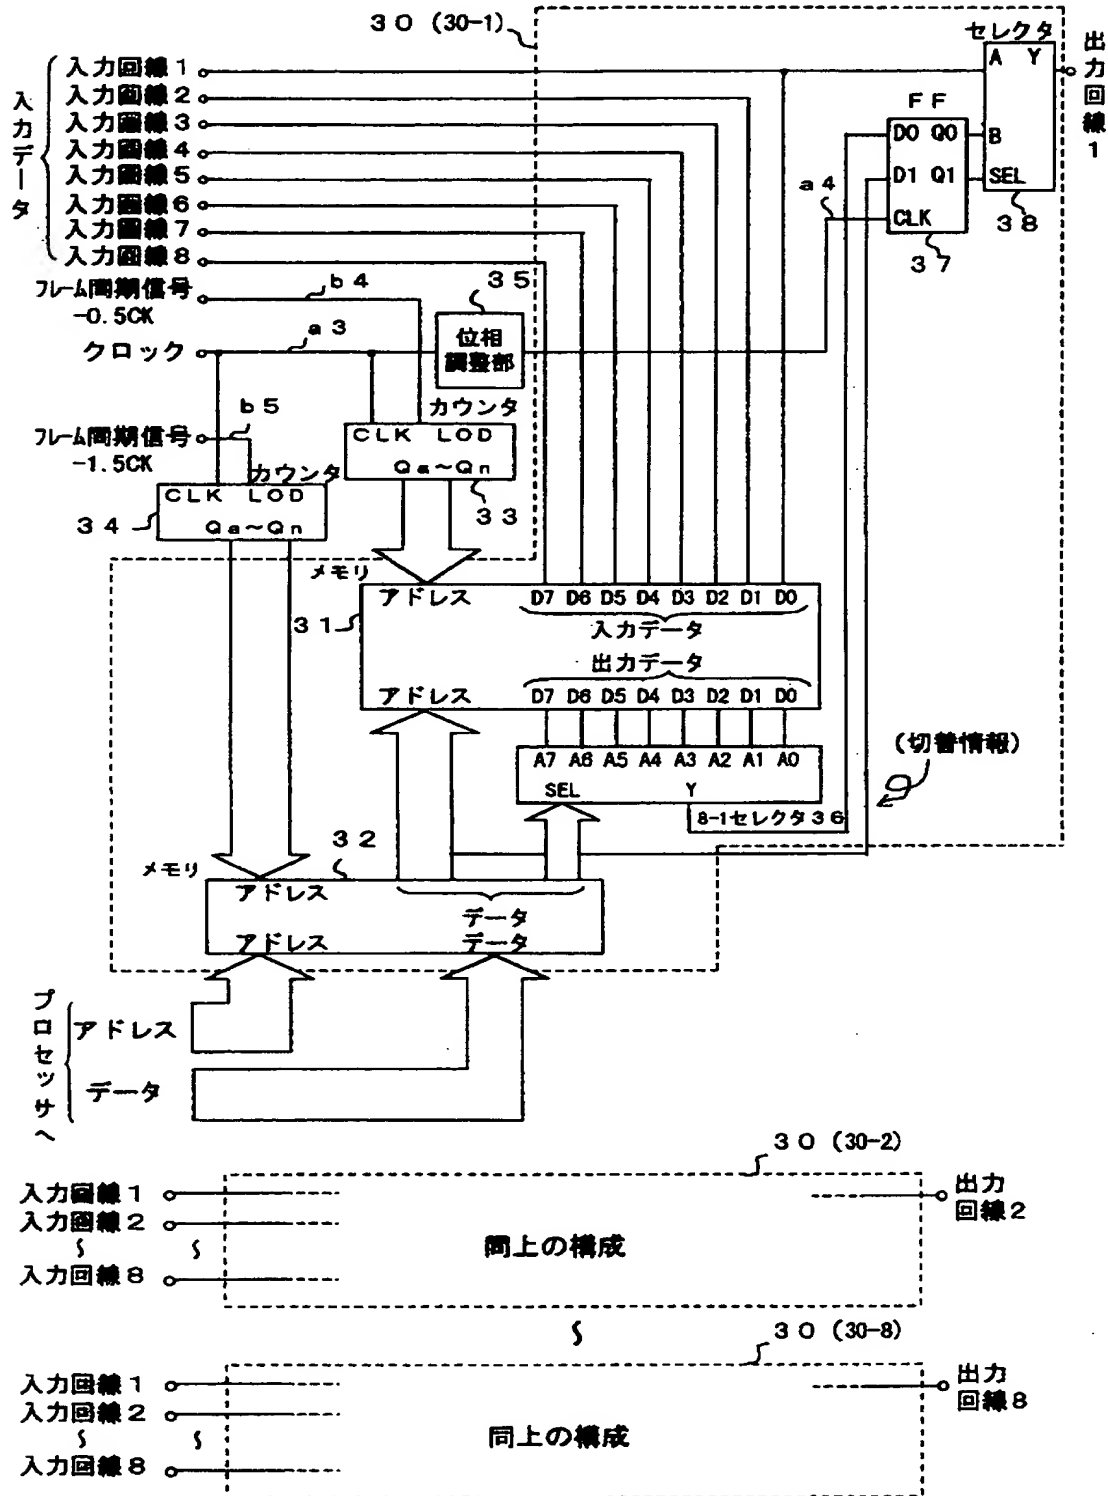 ３０ (30-1)
セレクタ
A Y
出力回線１
入力データ
入力回線１
入力回線２
入力回線３
入力回線４
入力回線５
入力回線６
入力回線７
入力回線８
ＦＦ
D0 Q0
D1 Q1
CLK
B
SEL
３８
３７
ａ４
フレーム同期信号
-0.5CK
ｂ４
３５
クロック
ａ３
位相
調整部
ｂ５
フレーム同期信号
-1.5CK
カウンタ
ＣＬＫ ＬＯＤ
Ｑａ～Ｑｎ
３３
カウンタ
ＣＬＫ ＬＯＤ
Ｑａ～Ｑｎ
３４
メモリ
アドレス
D7 D6 D5 D4 D3 D2 D1 D0
３１
入力データ
出力データ
アドレス
D7 D6 D5 D4 D3 D2 D1 D0
(切替情報)
A7 A6 A5 A4 A3 A2 A1 A0
SEL Y
8-1セレクタ３６
３２
メモリ
アドレス
データ
アドレス
データ
プロセッサへ
アドレス
データ
３０ (30-2)
入力回線１
入力回線２
入力回線８
同上の構成
出力
回線２
３０ (30-8)
入力回線１
入力回線２
入力回線８
同上の構成
出力
回線８